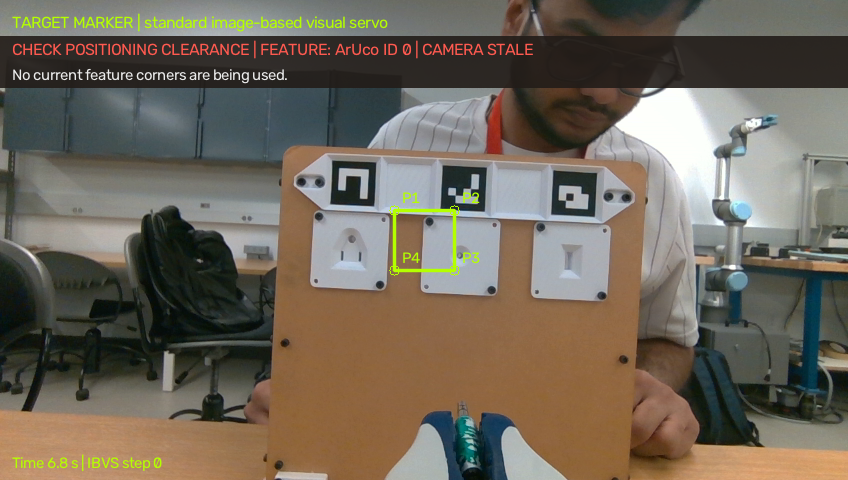 TARGET MARKER | standard image-based visual servo
CHECK POSITIONING CLEARANCE | FEATURE: ArUco ID 0 | CAMERA STALE
No current feature corners are being used.
P1 P2
P4 P3
Time 6.8 s | IBVS step 0